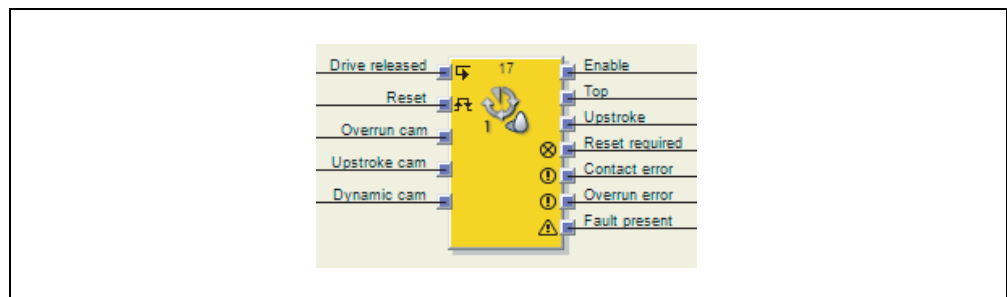 Drive released
Reset
Overrun cam
Upstroke cam
Dynamic cam
17
1
Enable
Top
Upstroke
Reset required
Contact error
Overrun error
Fault present